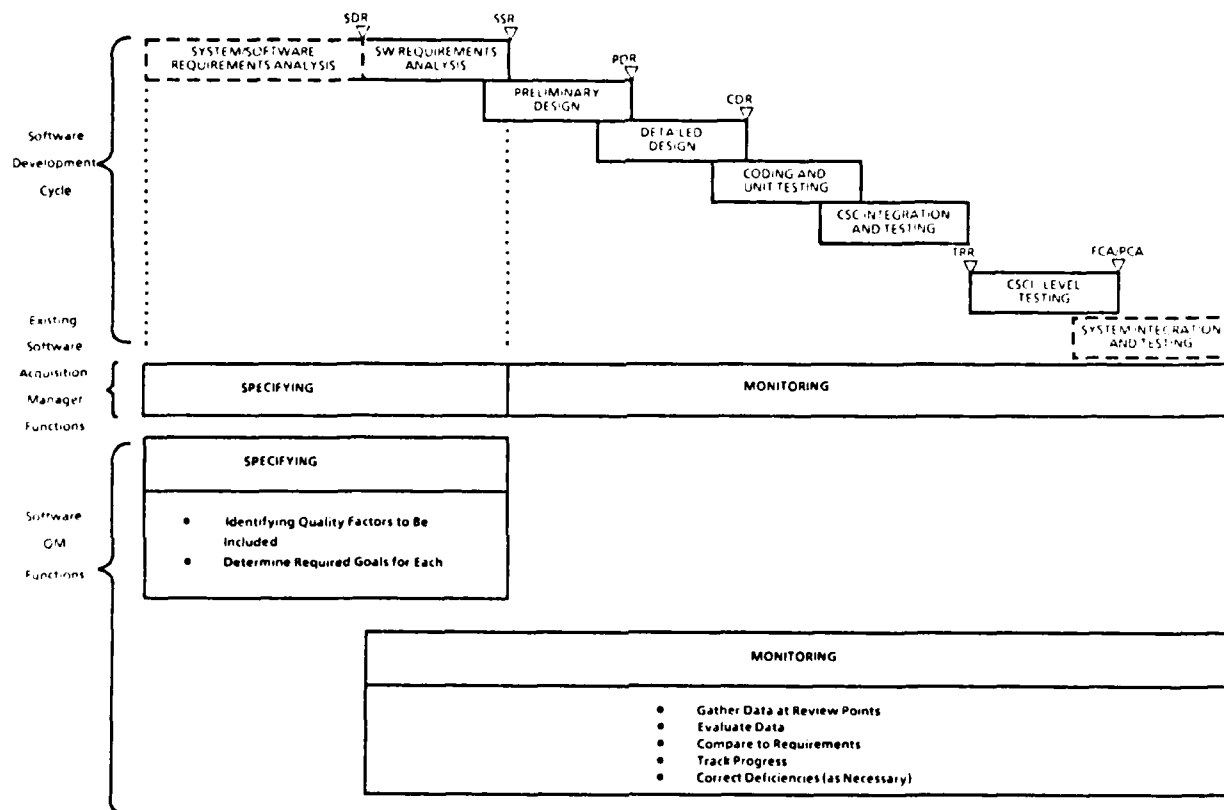 SDR
SSR
SYSTEM/SOFTWARE
REQUIREMENTS ANALYSIS
SW REQUIREMENTS
ANALYSIS
PDR
PRELIMINARY
DESIGN
CDR
DETAILED
DESIGN
CODING AND
UNIT TESTING
CSC INTEGRATION
AND TESTING
TRR
FCA/PCA
CSCI LEVEL
TESTING
SYSTEM INTEGRATION
AND TESTING
Software
Development
Cycle
Existing
Software
Acquisition
Manager
Functions
SPECIFYING
MONITORING
Software
QM
Functions
SPECIFYING
• Identifying Quality Factors to Be
Included
• Determine Required Goals for Each
MONITORING
• Gather Data at Review Points
• Evaluate Data
• Compare to Requirements
• Track Progress
• Correct Deficiencies (as Necessary)